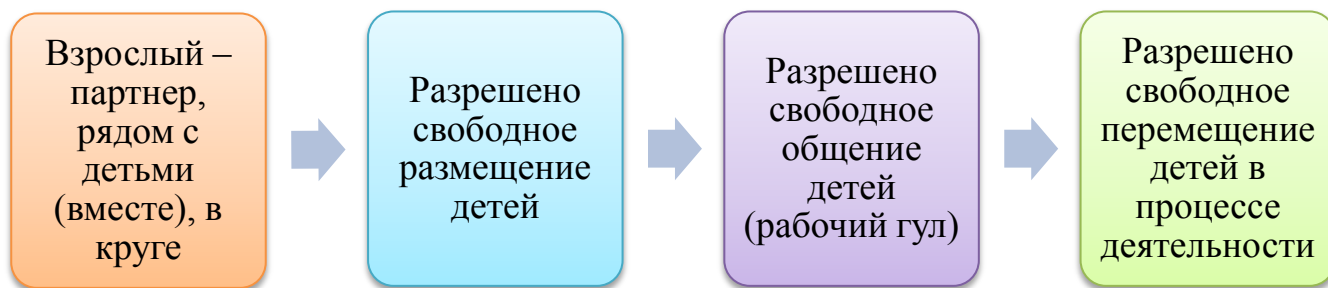 Взрослый –
партнер,
рядом с
детьми
(вместе), в
круге
Разрешено
свободное
размещение
детей
Разрешено
свободное
общение
детей
(рабочий гул)
Разрешено
свободное
перемещение
детей в
процессе
деятельности